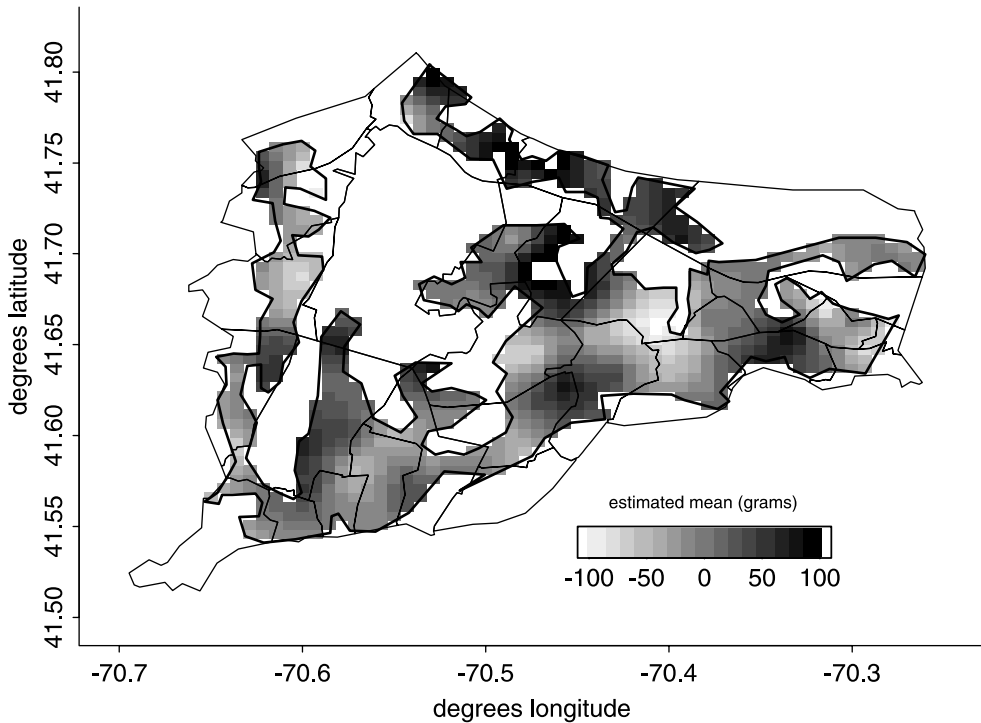 degrees latitude
41.80
41.75
41.70
41.65
41.60
41.55
41.50
estimated mean (grams)
-100 -50 0 50 100
-70.7 -70.6 -70.5 -70.4 -70.3
degrees longitude